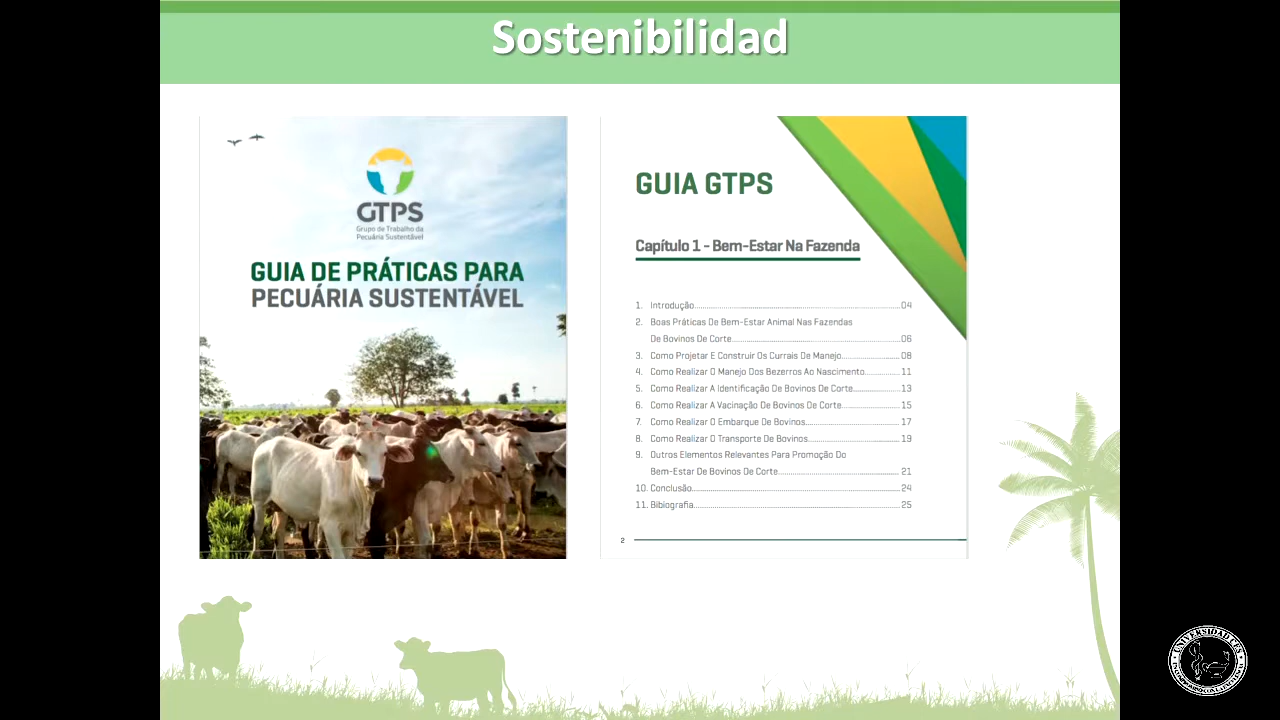 Sostenibilidad
GTPS
Grupo de Trabalho da
Pecuária Sustentável
GUIA DE PRÁTICAS PARA
PECUÁRIA SUSTENTÁVEL
GUIA GTPS
Capítulo 1 - Bem-Estar Na Fazenda
1. Introdução 04
2. Boas Práticas De Bem-Estar Animal Nas Fazendas
De Bovinos De Corte 06
3. Como Projetar E Construir Os Currais De Manejo 08
4. Como Realizar O Manejo Dos Bezerros Ao Nascimento 11
5. Como Realizar A Identificação De Bovinos De Corte 13
6. Como Realizar A Vacinação De Bovinos De Corte 15
7. Como Realizar O Embarque De Bovinos 17
8. Como Realizar O Transporte De Bovinos 19
9. Outros Elementos Relevantes Para Promoção Do
Bem-Estar De Bovinos De Corte 21
10. Conclusão 24
11. Bibiografia 25
2
UNIVERSIDAD